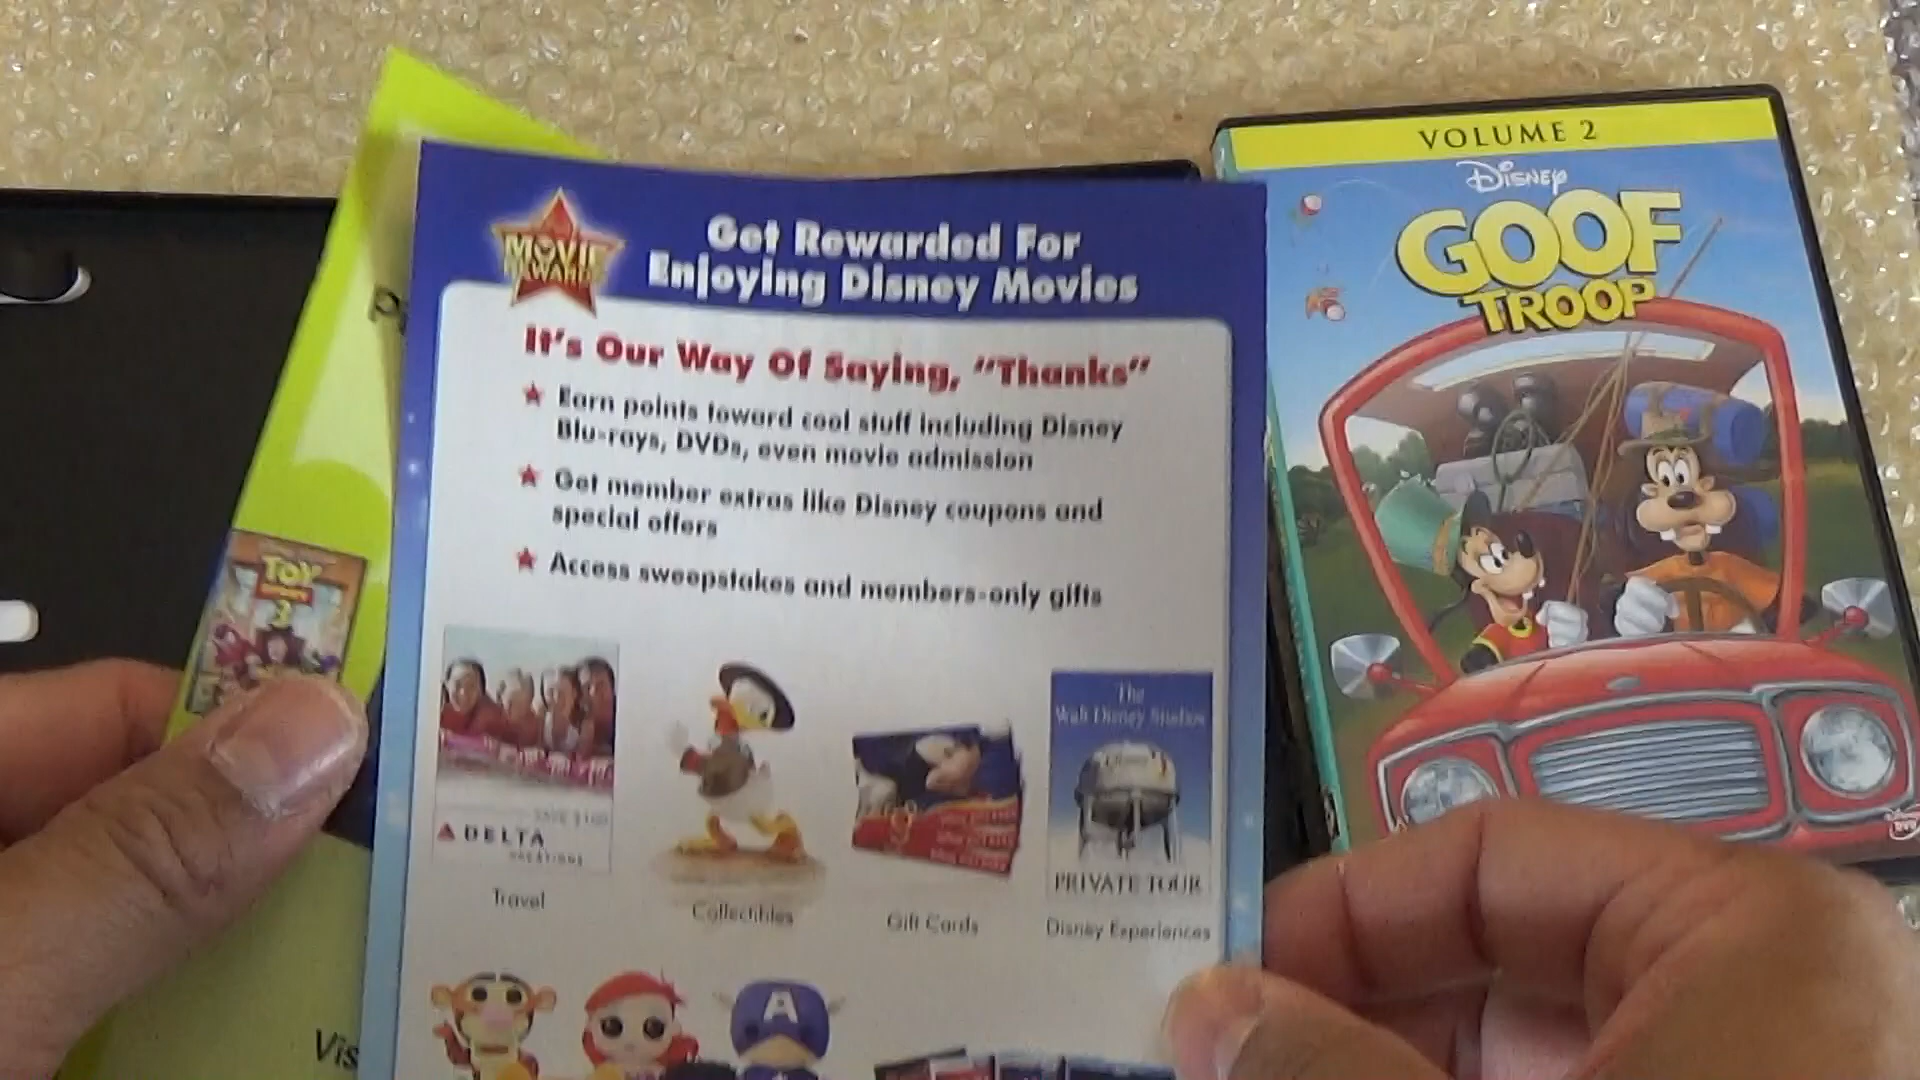 MOVIE
REWARDS
Get Rewarded For
Enjoying Disney Movies
It's Our Way Of Saying, "Thanks"
Earn points toward cool stuff including Disney
Blu-rays, DVDs, even movie admission
Get member extras like Disney coupons and
special offers
Access sweepstakes and members-only gifts
DELTA
VACATIONS
Travel
Collectibles
Gift Cards
The
Walt Disney Studios
PRIVATE TOUR
Disney Experiences
A
TOY
STORY
3
Vis
VOLUME 2
DISNEY
GOOF
TROOP